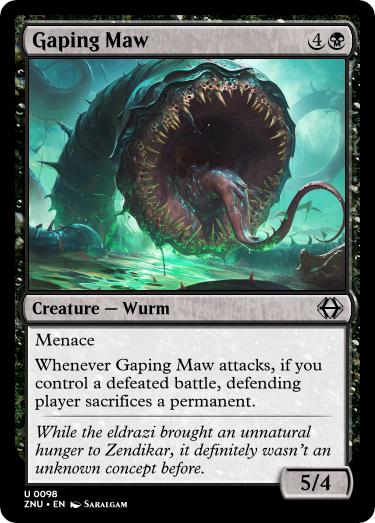 Gaping Maw 4
Creature — Wurm
Menace
Whenever Gaping Maw attacks, if you
control a defeated battle, defending
player sacrifices a permanent.
While the eldrazi brought an unnatural
hunger to Zendikar, it definitely wasn't an
unknown concept before.
5/4
U 0098
ZNU • EN Saralgam